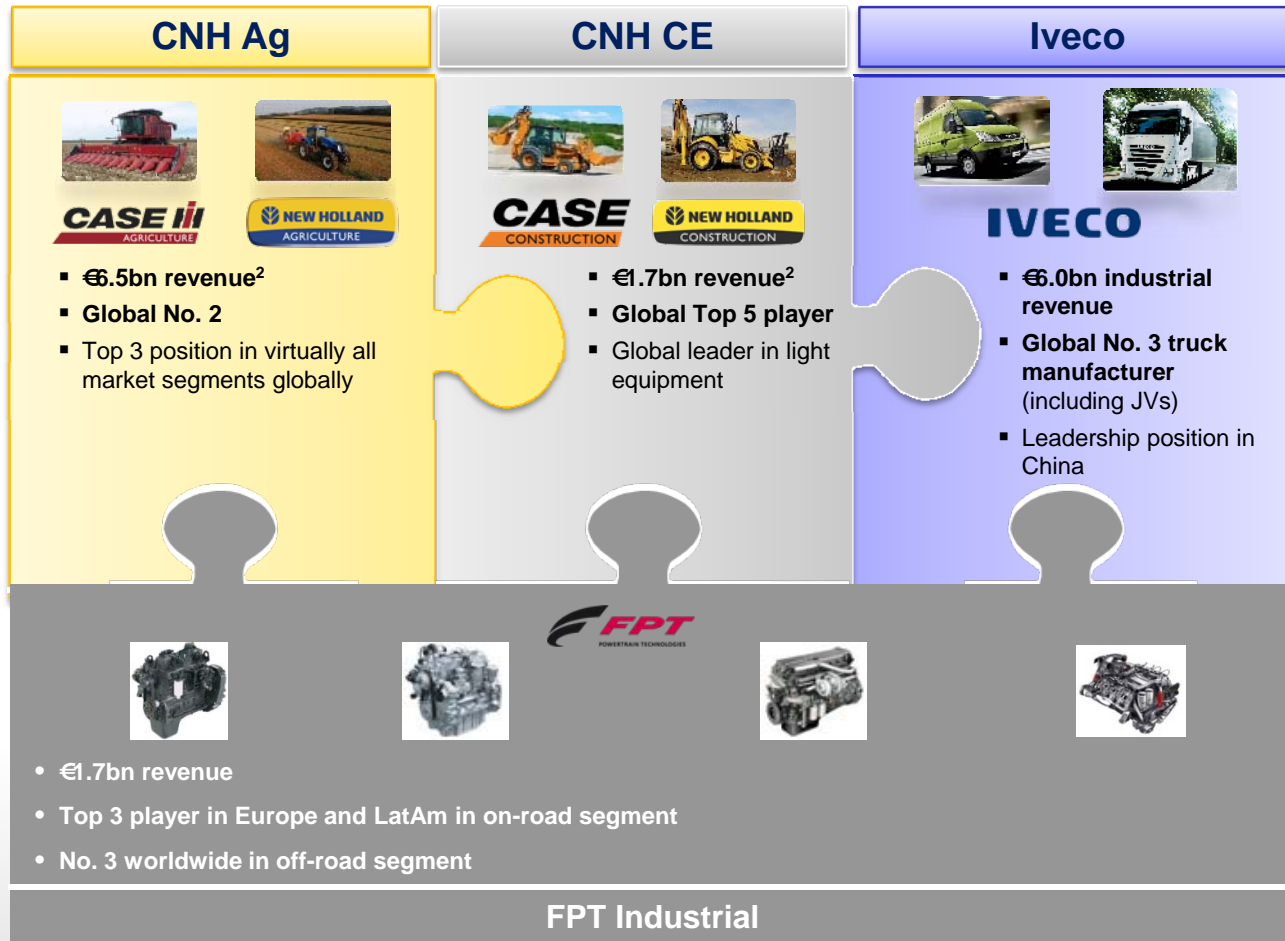 CNH Ag
CNH CE
Iveco
CASE IH
AGRICULTURE
NEW HOLLAND
AGRICULTURE
CASE
CONSTRUCTION
NEW HOLLAND
CONSTRUCTION
IVECO
▪ €6.5bn revenue²
▪ Global No. 2
▪ Top 3 position in virtually all
market segments globally
▪ €1.7bn revenue²
▪ Global Top 5 player
▪ Global leader in light
equipment
▪ €6.0bn industrial
revenue
▪ Global No. 3 truck
manufacturer
(including JVs)
▪ Leadership position in
China
FPT
POWERTRAIN TECHNOLOGIES
• €1.7bn revenue
• Top 3 player in Europe and LatAm in on-road segment
• No. 3 worldwide in off-road segment
FPT Industrial